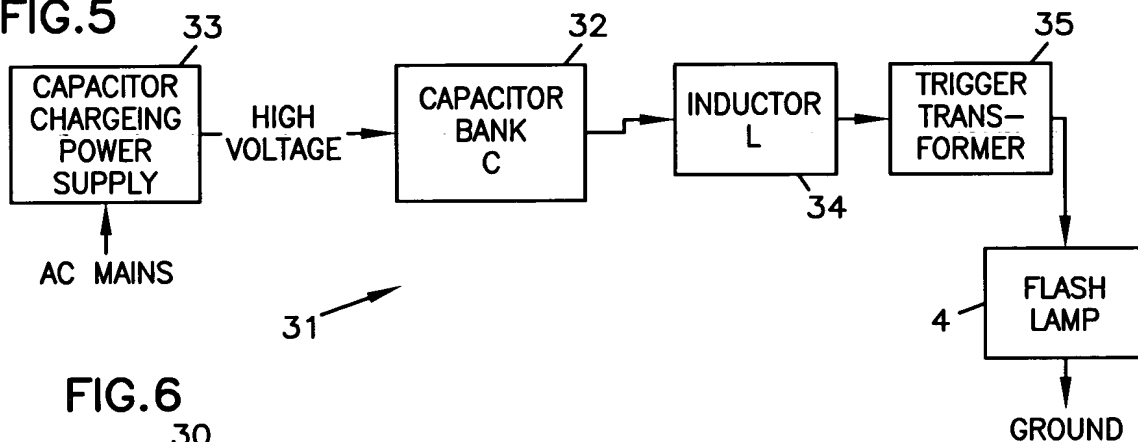 FIG.5
33
CAPACITOR
CHARGEING
POWER
SUPPLY
HIGH
VOLTAGE
32
CAPACITOR
BANK
C
INDUCTOR
L
34
35
TRIGGER
TRANS-
FORMER
AC MAINS
31
4
FLASH
LAMP
GROUND
FIG.6
30